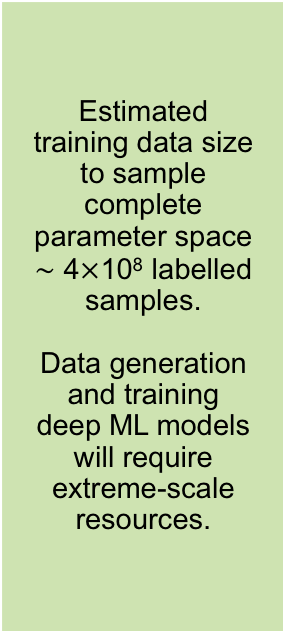 Estimated
training data size
to sample
complete
parameter space
~ 4×10⁸ labelled
samples.
Data generation
and training
deep ML models
will require
extreme-scale
resources.